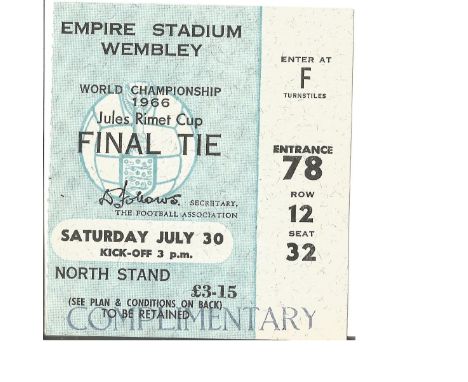 EMPIRE STADIUM
WEMBLEY
WORLD CHAMPIONSHIP
1966
Jules Rimet Cup
FINAL TIE
D Follows. SECRETARY,
THE FOOTBALL ASSOCIATION
SATURDAY JULY 30
KICK-OFF 3 p.m.
NORTH STAND
£3-15
(SEE PLAN & CONDITIONS ON BACK)
TO BE RETAINED
COMPLIMENTARY
ENTER AT
F
TURNSTILES
ENTRANCE
78
ROW
12
SEAT
32